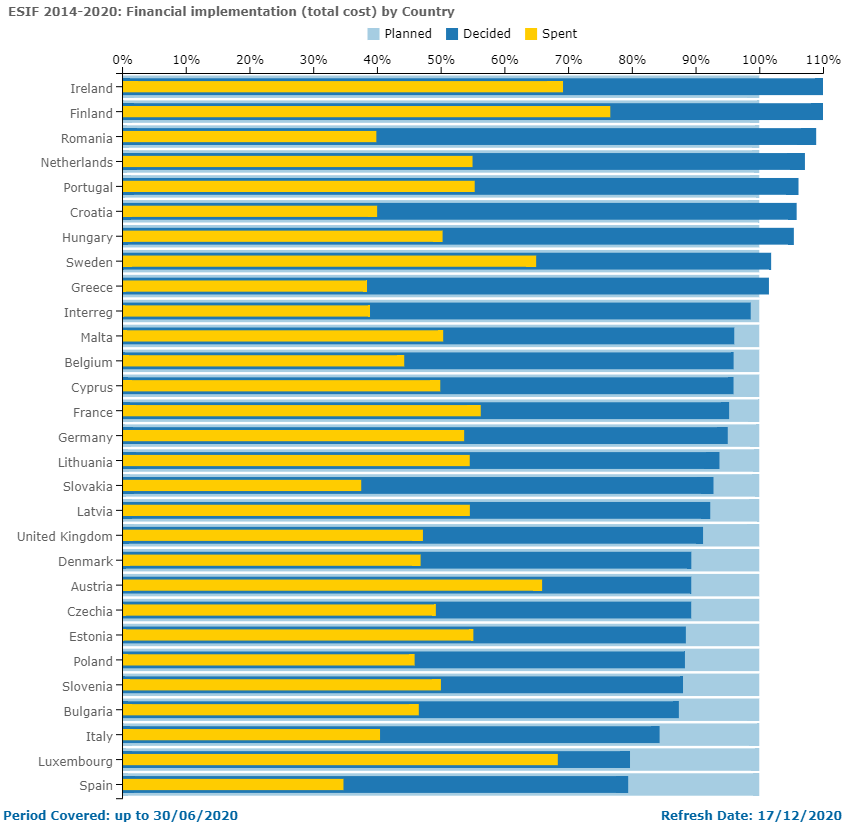 ESIF 2014-2020: Financial implementation (total cost) by Country
Planned Decided Spent
0% 10% 20% 30% 40% 50% 60% 70% 80% 90% 100% 110%
Ireland
Finland
Romania
Netherlands
Portugal
Croatia
Hungary
Sweden
Greece
Interreg
Malta
Belgium
Cyprus
France
Germany
Lithuania
Slovakia
Latvia
United Kingdom
Denmark
Austria
Czechia
Estonia
Poland
Slovenia
Bulgaria
Italy
Luxembourg
Spain
Period Covered: up to 30/06/2020 Refresh Date: 17/12/2020